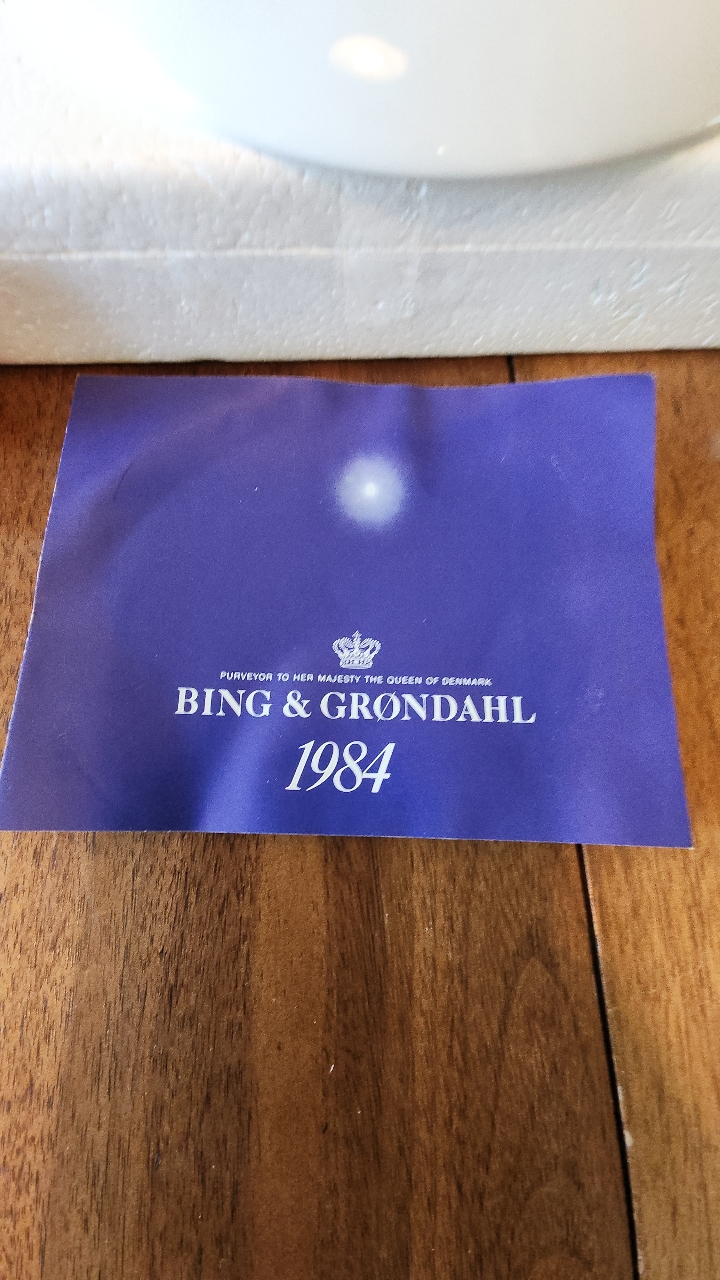 PURVEYOR TO HER MAJESTY THE QUEEN OF DENMARK
BING & GRØNDAHL
1984